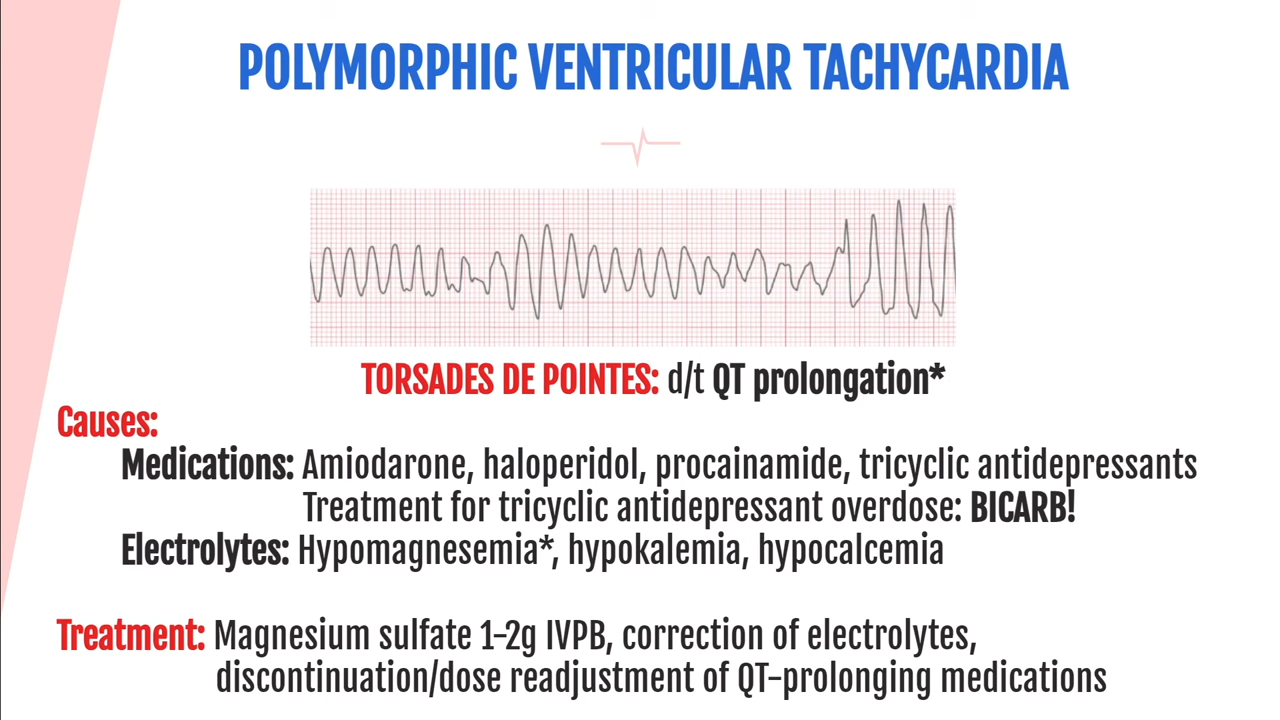 POLYMORPHIC VENTRICULAR TACHYCARDIA
TORSADES DE POINTES: d/t QT prolongation*
Causes:
Medications: Amiodarone, haloperidol, procainamide, tricyclic antidepressants
Treatment for tricyclic antidepressant overdose: BICARB!
Electrolytes: Hypomagnesemia*, hypokalemia, hypocalcemia
Treatment: Magnesium sulfate 1-2g IVPB, correction of electrolytes,
discontinuation/dose readjustment of QT-prolonging medications